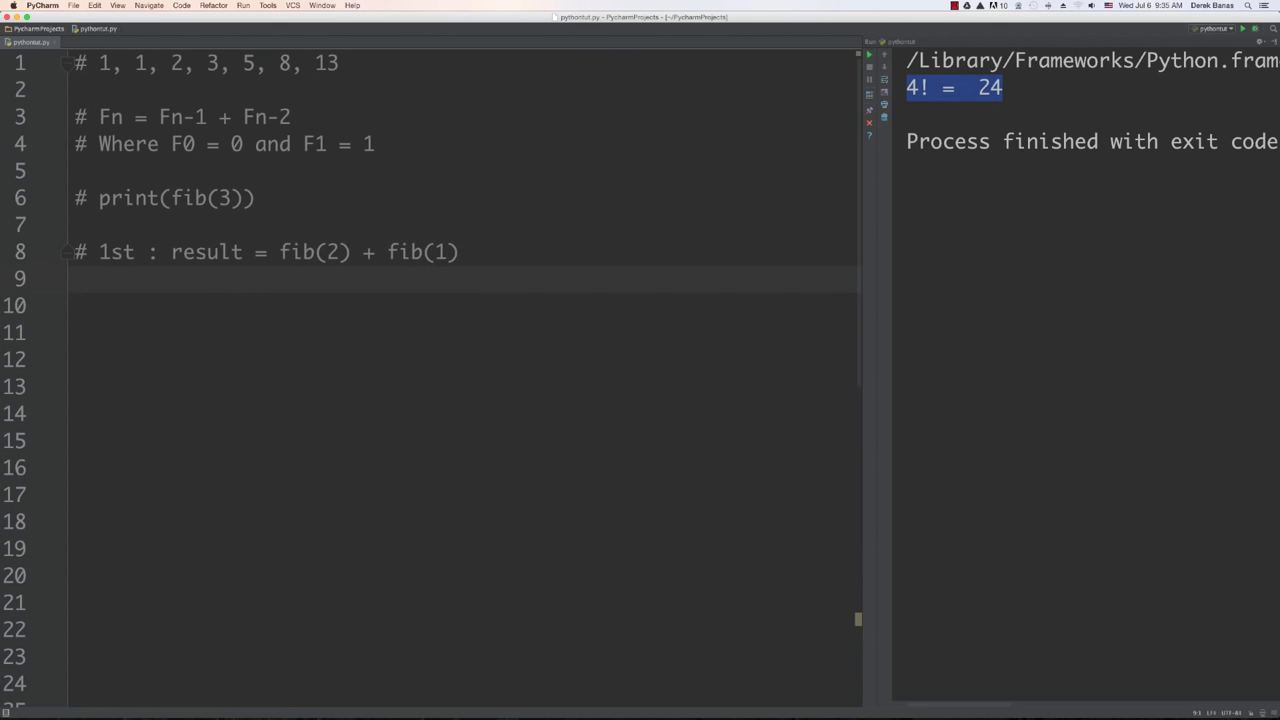 PyCharm File Edit View Navigate Code Refactor Run Tools VCS Window Help
10 Wed Jul 6 9:35 AM Derek Banas
pythontut.py - PycharmProjects - [~/PycharmProjects]
PycharmProjects pythontut.py
pythontut
pythontut.py
Run pythontut
1 # 1, 1, 2, 3, 5, 8, 13
2
3 # Fn = Fn-1 + Fn-2
4 # Where F0 = 0 and F1 = 1
5
6 # print(fib(3))
7
8 # 1st : result = fib(2) + fib(1)
9
10
11
12
13
14
15
16
17
18
19
20
21
22
23
24
/Library/Frameworks/Python.fram
4! =  24
Process finished with exit code
9:1 LF‡ UTF-8‡